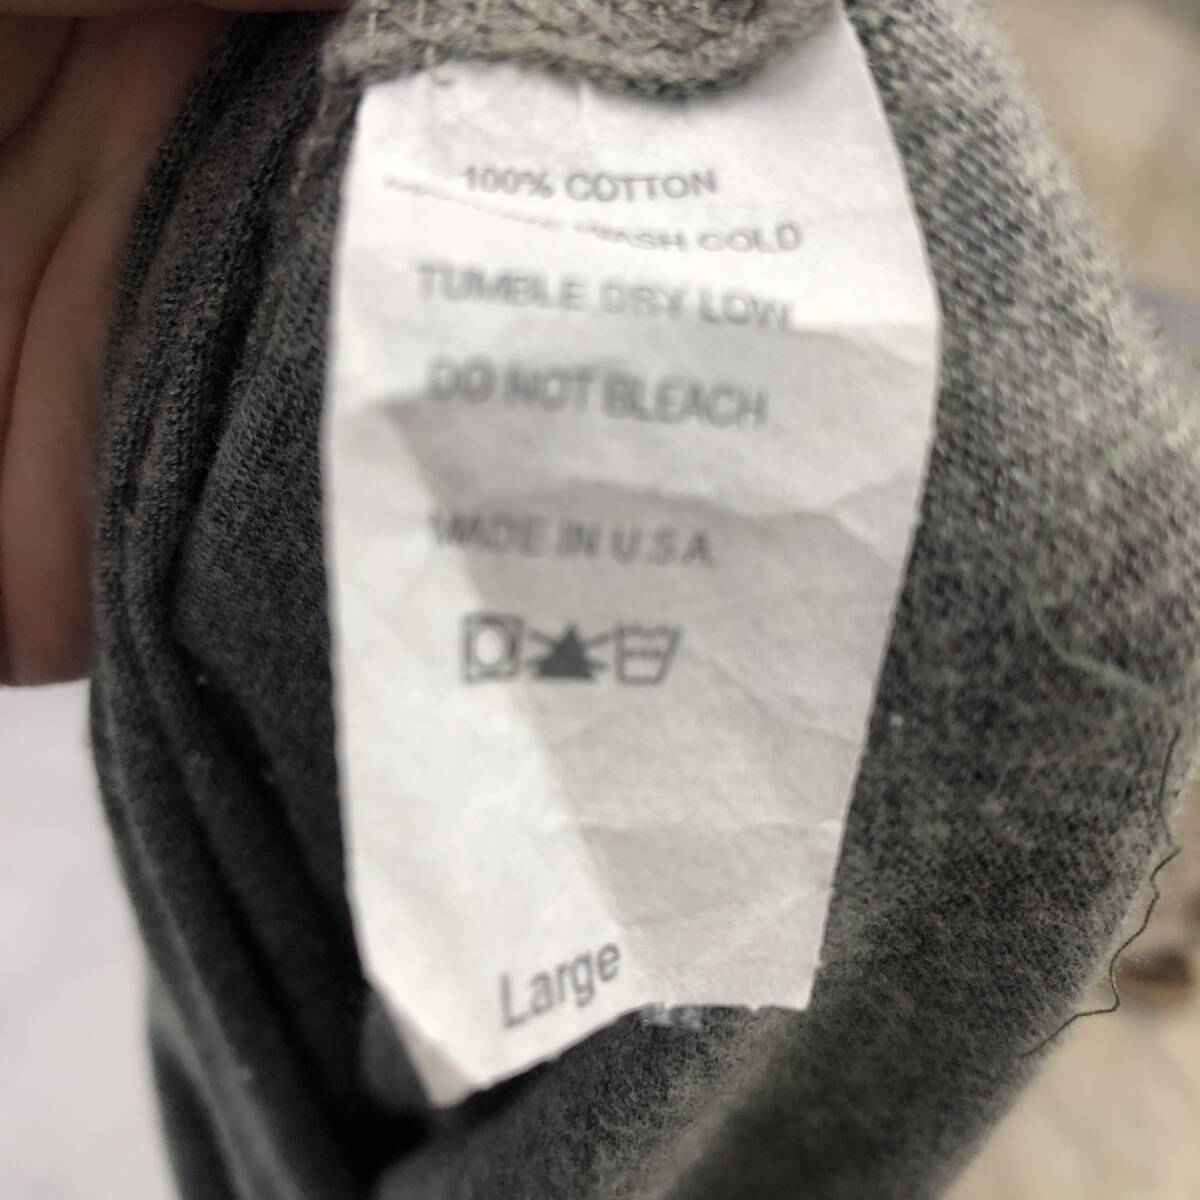 100% COTTON
WASH COLD
TUMBLE DRY LOW
DO NOT BLEACH
MADE IN U.S.A.
Large